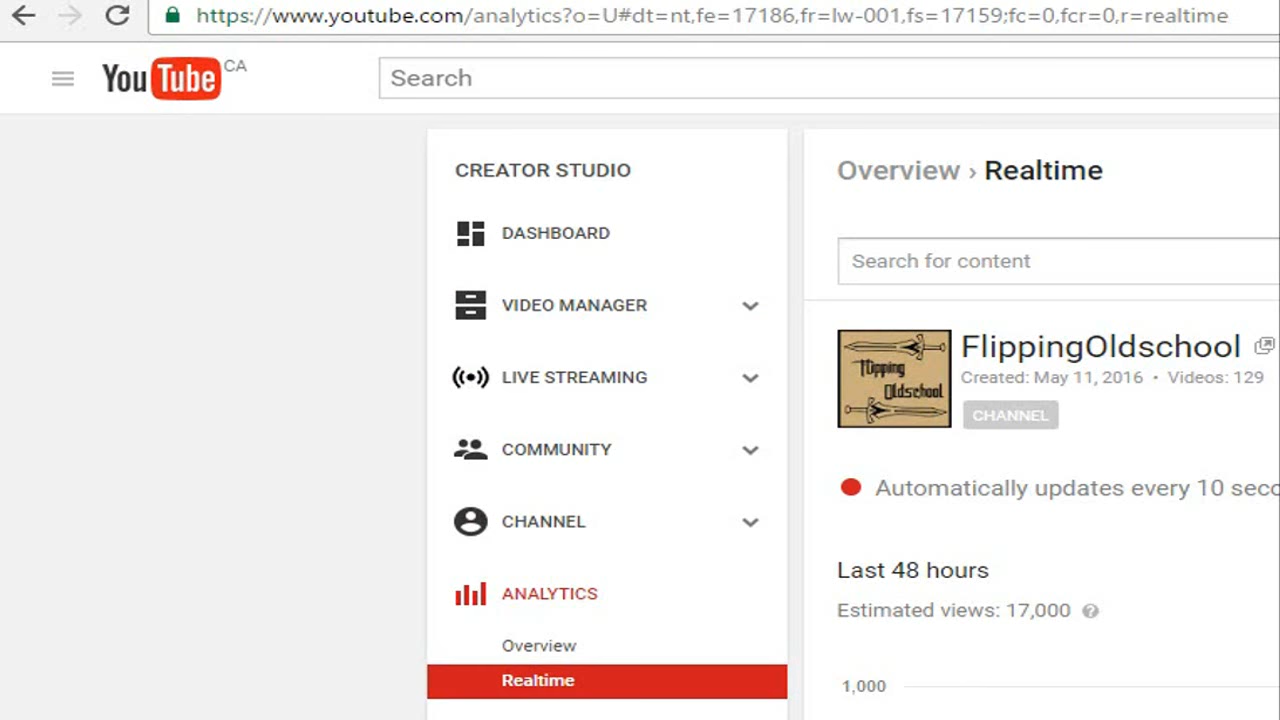 https://www.youtube.com/analytics?o=U#dt=nt,fe=17186,fr=lw-001,fs=17159;fc=0,fcr=0,r=realtime
YouTube CA
Search
CREATOR STUDIO
DASHBOARD
VIDEO MANAGER
LIVE STREAMING
COMMUNITY
CHANNEL
ANALYTICS
Overview
Realtime
Overview › Realtime
Search for content
Flipping
Oldschool
FlippingOldschool
Created: May 11, 2016 • Videos: 129
CHANNEL
Automatically updates every 10 seco
Last 48 hours
Estimated views: 17,000 ?
1,000